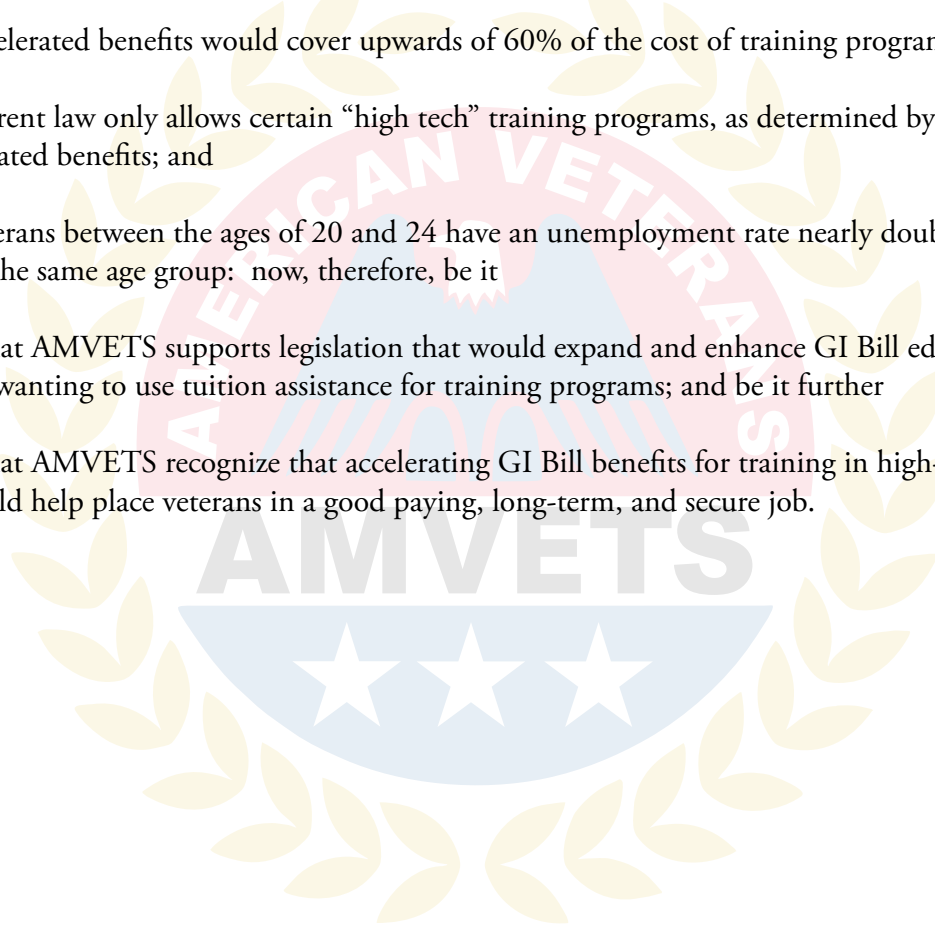 elerated benefits would cover upwards of 60% of the cost of training progran
rent law only allows certain “high tech” training programs, as determined by
ated benefits; and
erans between the ages of 20 and 24 have an unemployment rate nearly doub
he same age group:  now, therefore, be it
at AMVETS supports legislation that would expand and enhance GI Bill ed
wanting to use tuition assistance for training programs; and be it further
at AMVETS recognize that accelerating GI Bill benefits for training in high-
ld help place veterans in a good paying, long-term, and secure job.
AMERICAN VETERANS
AMVETS